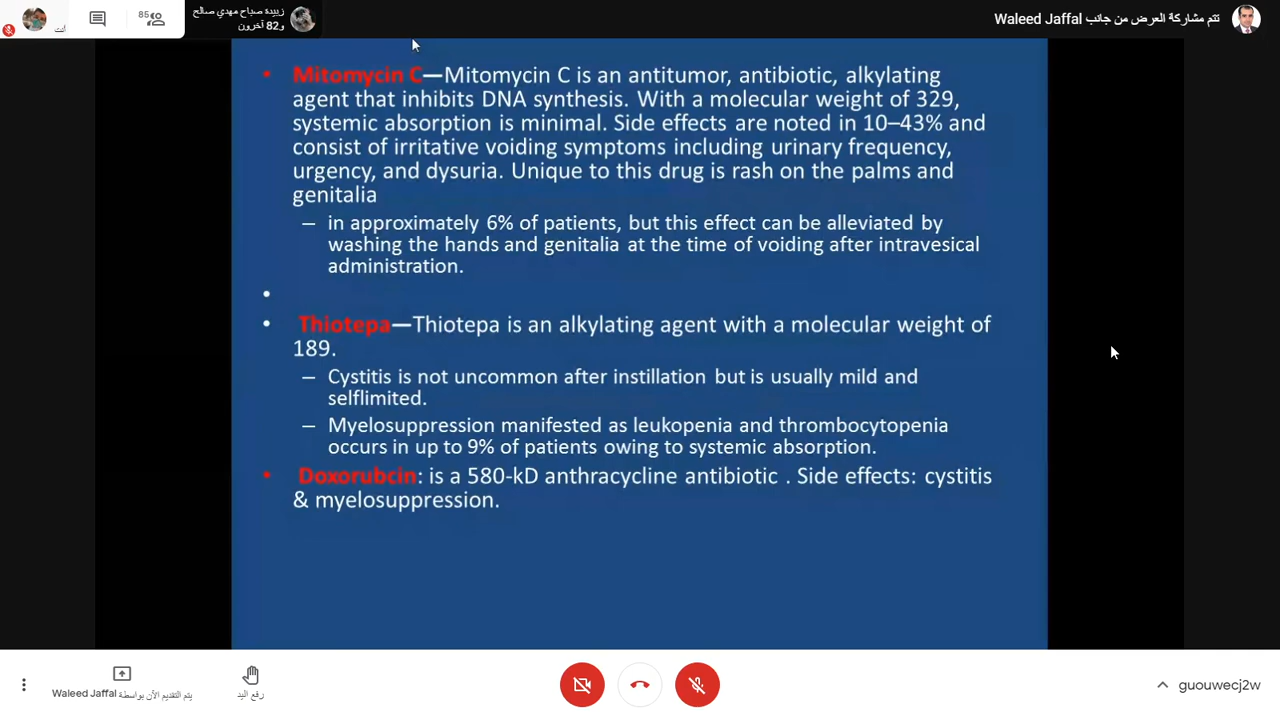 أنت
85
زبيدة صباح مهدي صالح
و82 آخرون
تتم مشاركة العرض من جانب Waleed Jaffal
• Mitomycin C—Mitomycin C is an antitumor, antibiotic, alkylating
agent that inhibits DNA synthesis. With a molecular weight of 329,
systemic absorption is minimal. Side effects are noted in 10–43% and
consist of irritative voiding symptoms including urinary frequency,
urgency, and dysuria. Unique to this drug is rash on the palms and
genitalia
– in approximately 6% of patients, but this effect can be alleviated by
washing the hands and genitalia at the time of voiding after intravesical
administration.
•
• Thiotepa—Thiotepa is an alkylating agent with a molecular weight of
189.
– Cystitis is not uncommon after instillation but is usually mild and
selflimited.
– Myelosuppression manifested as leukopenia and thrombocytopenia
occurs in up to 9% of patients owing to systemic absorption.
• Doxorubcin: is a 580-kD anthracycline antibiotic . Side effects: cystitis
& myelosuppression.
يتم التقديم الآن بواسطة Waleed Jaffal
رفع اليد
guouwecj2w